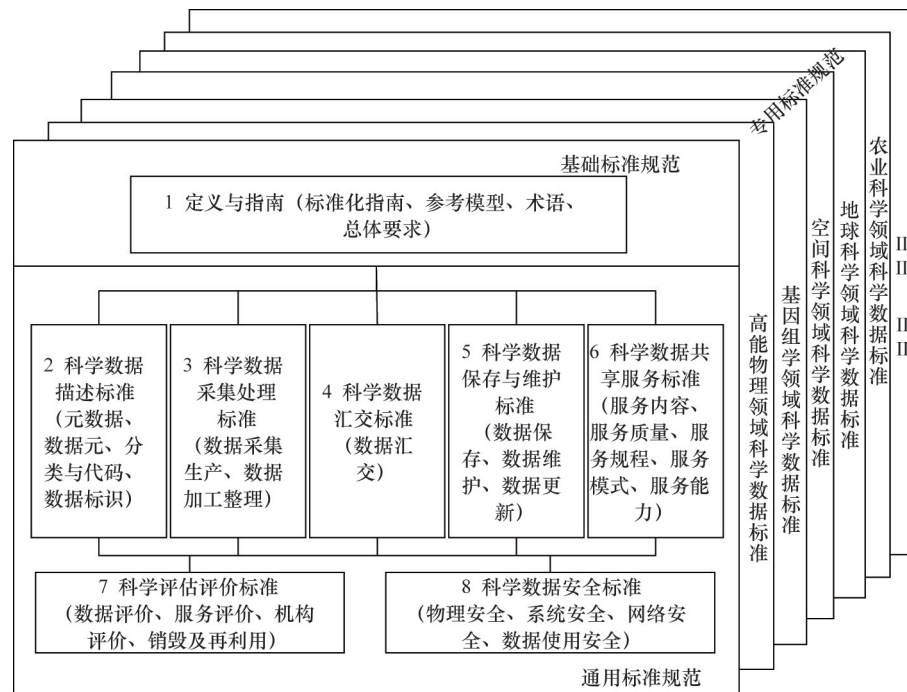 专用标准规范
基础标准规范
1 定义与指南（标准化指南、参考模型、术语、
总体要求）
2 科学数据
描述标准
（元数据、
数据元、分
类与代码、
数据标识）
3 科学数据
采集处理
标准
（数据采集
生产、数据
加工整理）
4 科学数据
汇交标准
（数据汇
交）
5 科学数据
保存与维护
标准
（数据保
存、数据维
护、数据更
新）
6 科学数据共
享服务标准
（服务内容、
服务质量、服
务规程、服务
模式、服务能
力）
7 科学评估评价标准
（数据评价、服务评价、机构
评价、销毁及再利用）
8 科学数据安全标准
（物理安全、系统安全、网络安
全、数据使用安全）
通用标准规范
高能物理领域科学数据标准
基因组学领域科学数据标准
空间科学领域科学数据标准
地球科学领域科学数据标准
农业科学领域科学数据标准